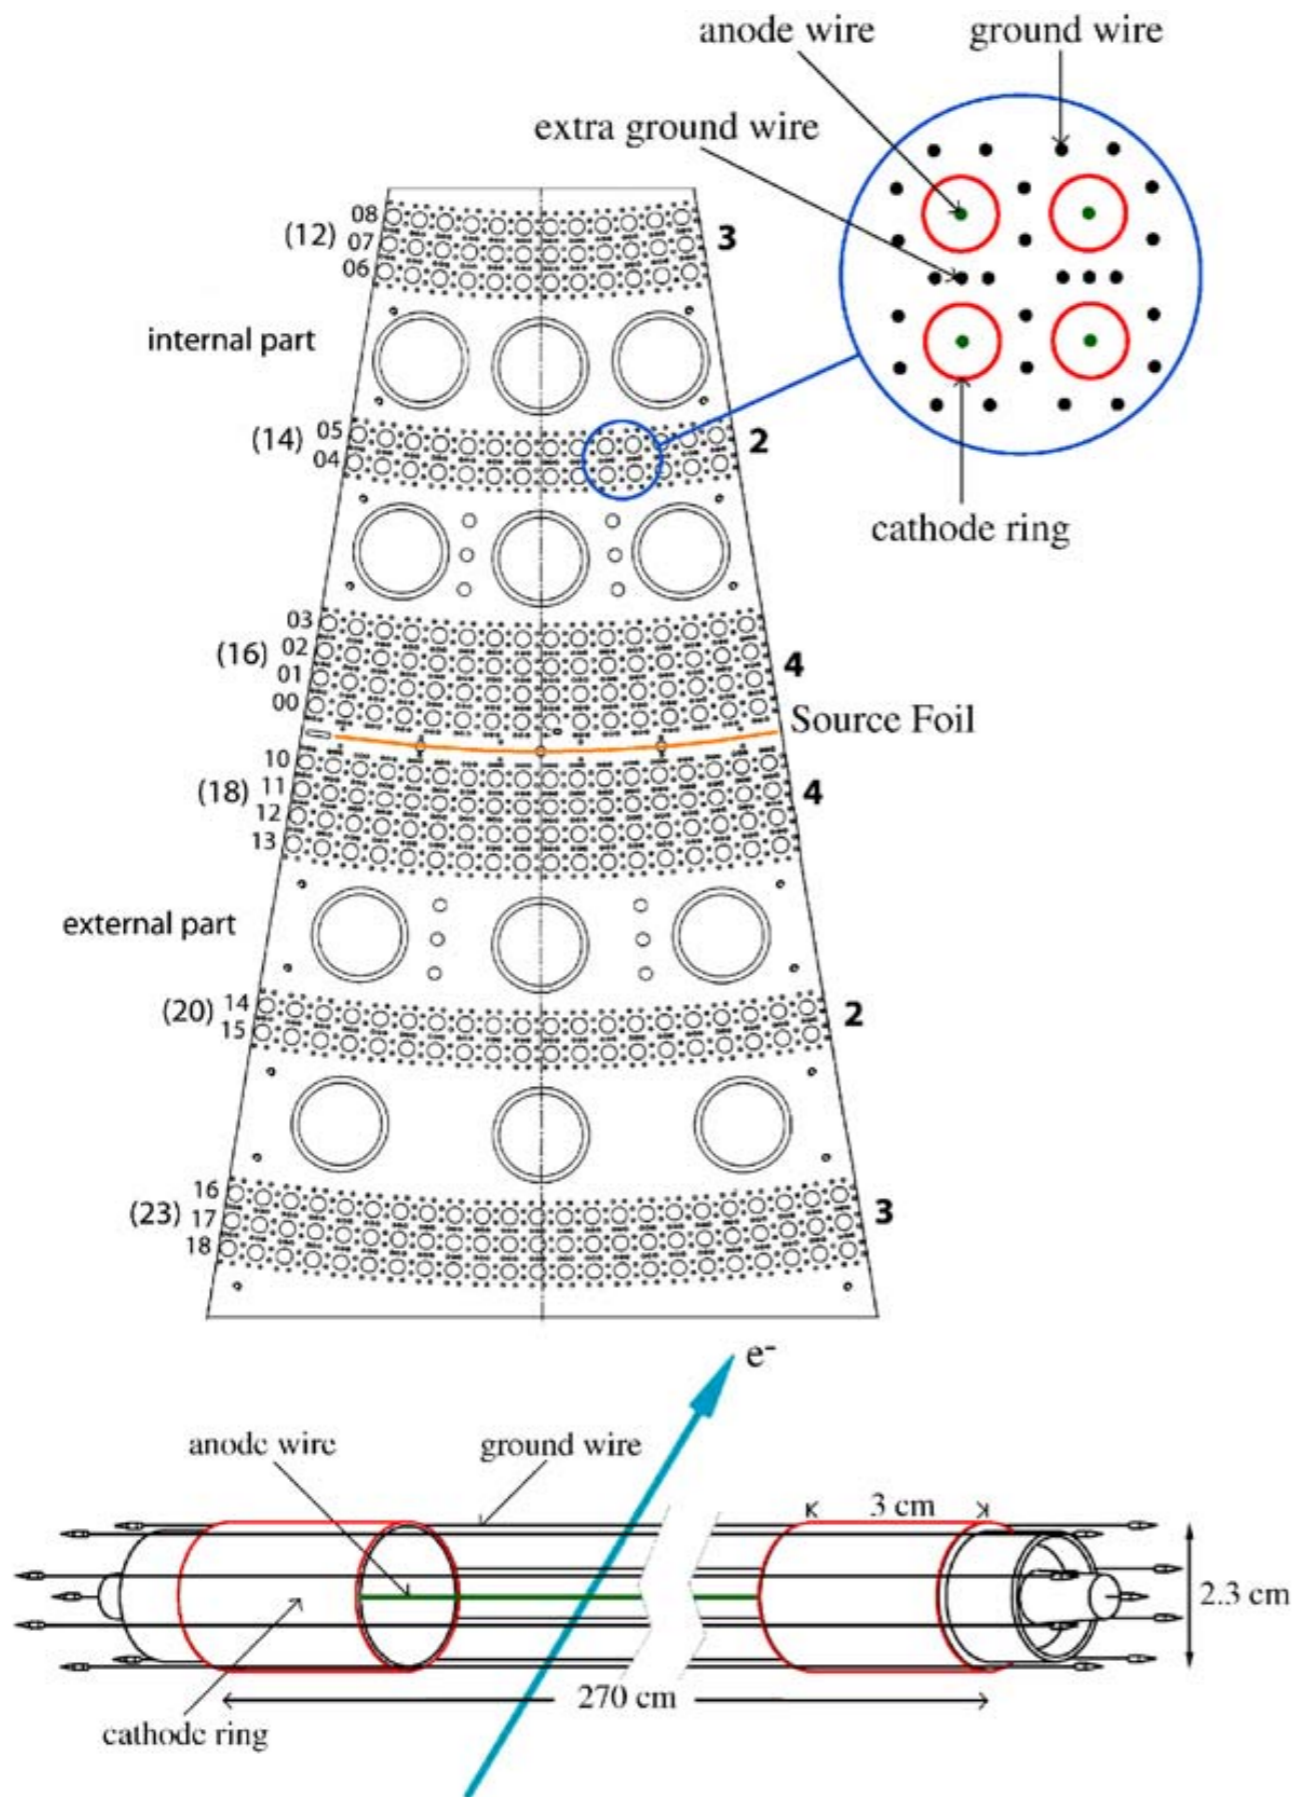 anode wire
ground wire
extra ground wire
08
(12)
07
06
3
internal part
05
(14)
04
2
cathode ring
03
(16)
02
01
00
4
Source Foil
10
(18)
11
12
13
4
external part
14
(20)
15
2
16
(23)
17
18
3
e-
anode wire
ground wire
3 cm
2.3 cm
270 cm
cathode ring